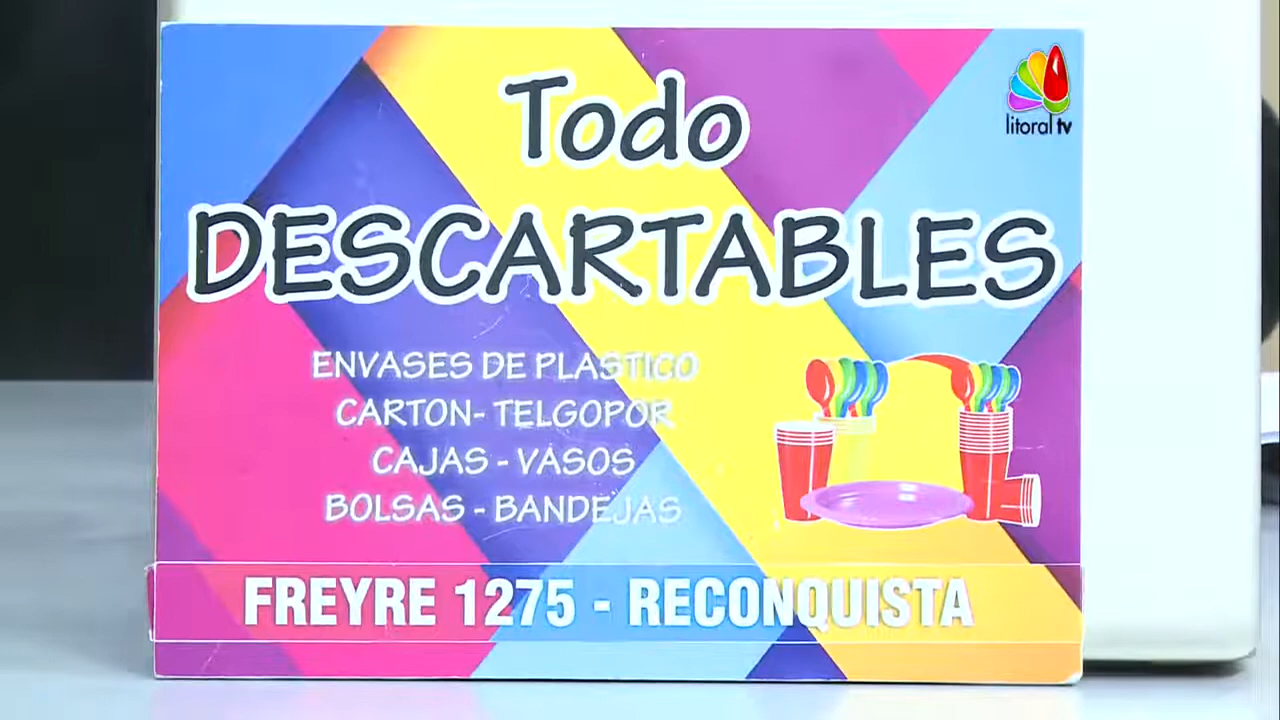 Todo
DESCARTABLES
ENVASES DE PLASTICO
CARTON- TELGOPOR
CAJAS - VASOS
BOLSAS - BANDEJAS
FREYRE 1275 - RECONQUISTA
litoral tv